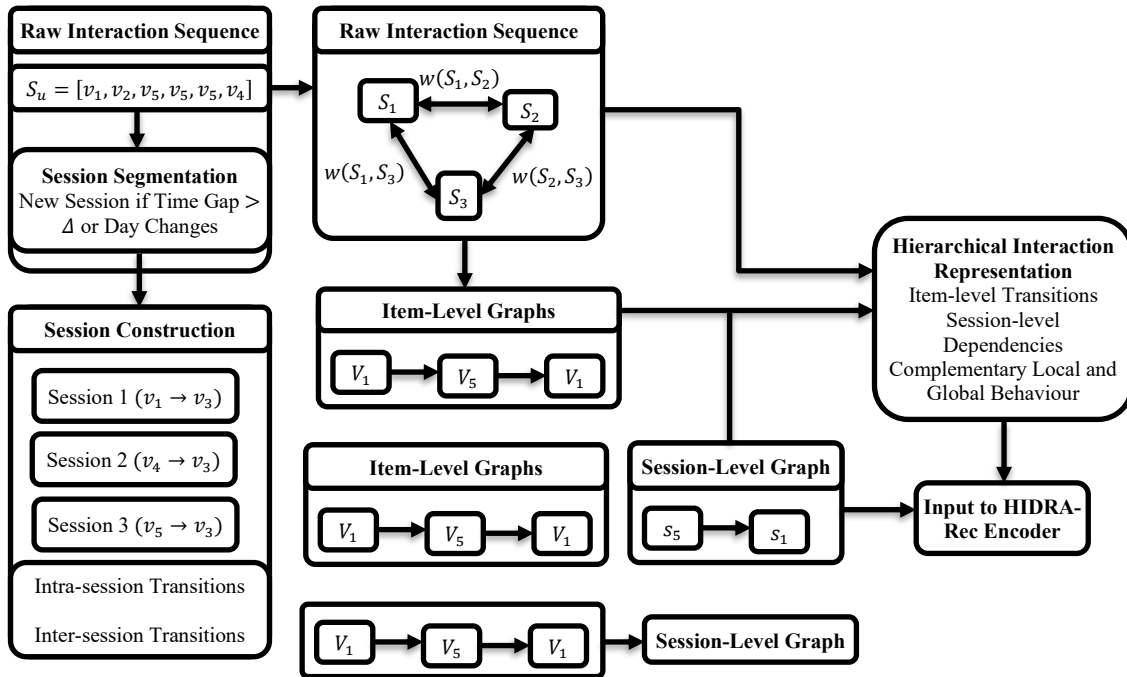 Raw Interaction Sequence
S_u = [v_1, v_2, v_5, v_5, v_5, v_4]
Session Segmentation
New Session if Time Gap >
Δ or Day Changes
Session Construction
Session 1 (v_1 → v_3)
Session 2 (v_4 → v_3)
Session 3 (v_5 → v_3)
Intra-session Transitions
Inter-session Transitions
Raw Interaction Sequence
w(S_1, S_2)
S_1
S_2
w(S_1, S_3)
w(S_2, S_3)
S_3
Item-Level Graphs
V_1
V_5
V_1
Item-Level Graphs
V_1
V_5
V_1
V_1
V_5
V_1
Session-Level Graph
s_5
s_1
Session-Level Graph
Hierarchical Interaction
Representation
Item-level Transitions
Session-level
Dependencies
Complementary Local and
Global Behaviour
Input to HIDRA-
Rec Encoder